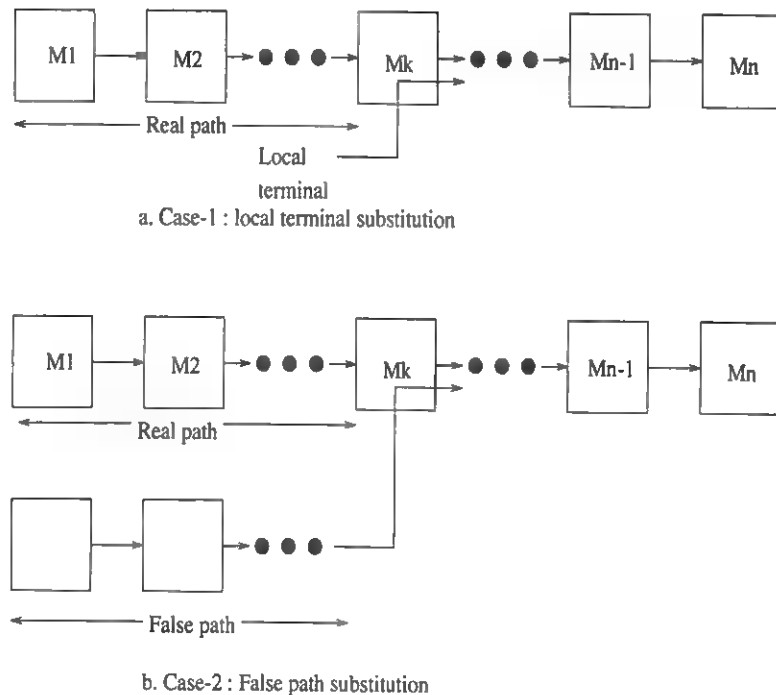 M1 M2 Mk Mn-1 Mn
Real path
Local
terminal
a. Case-1 : local terminal substitution
M1 M2 Mk Mn-1 Mn
Real path
False path
b. Case-2 : False path substitution